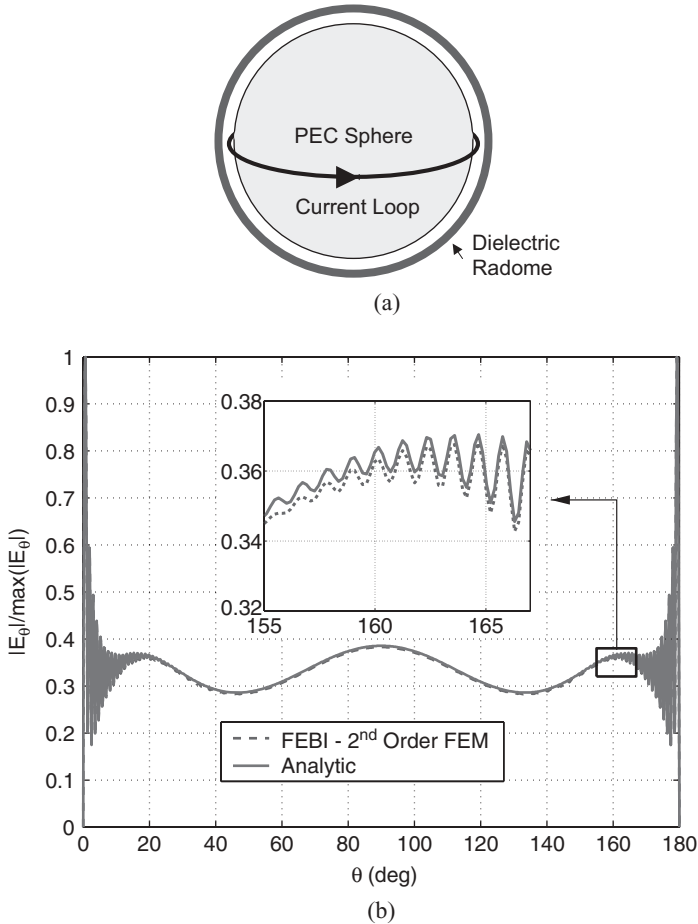 PEC Sphere
Current Loop
Dielectric
Radome
(a)
1
0.9
0.8
0.7
0.6
0.5
0.4
0.3
0.2
0.1
0
|Eθ|/max(|Eθ|)
0.38
0.36
0.34
0.32
155 160 165
FEBI - 2nd Order FEM
Analytic
0 20 40 60 80 100 120 140 160 180
θ (deg)
(b)